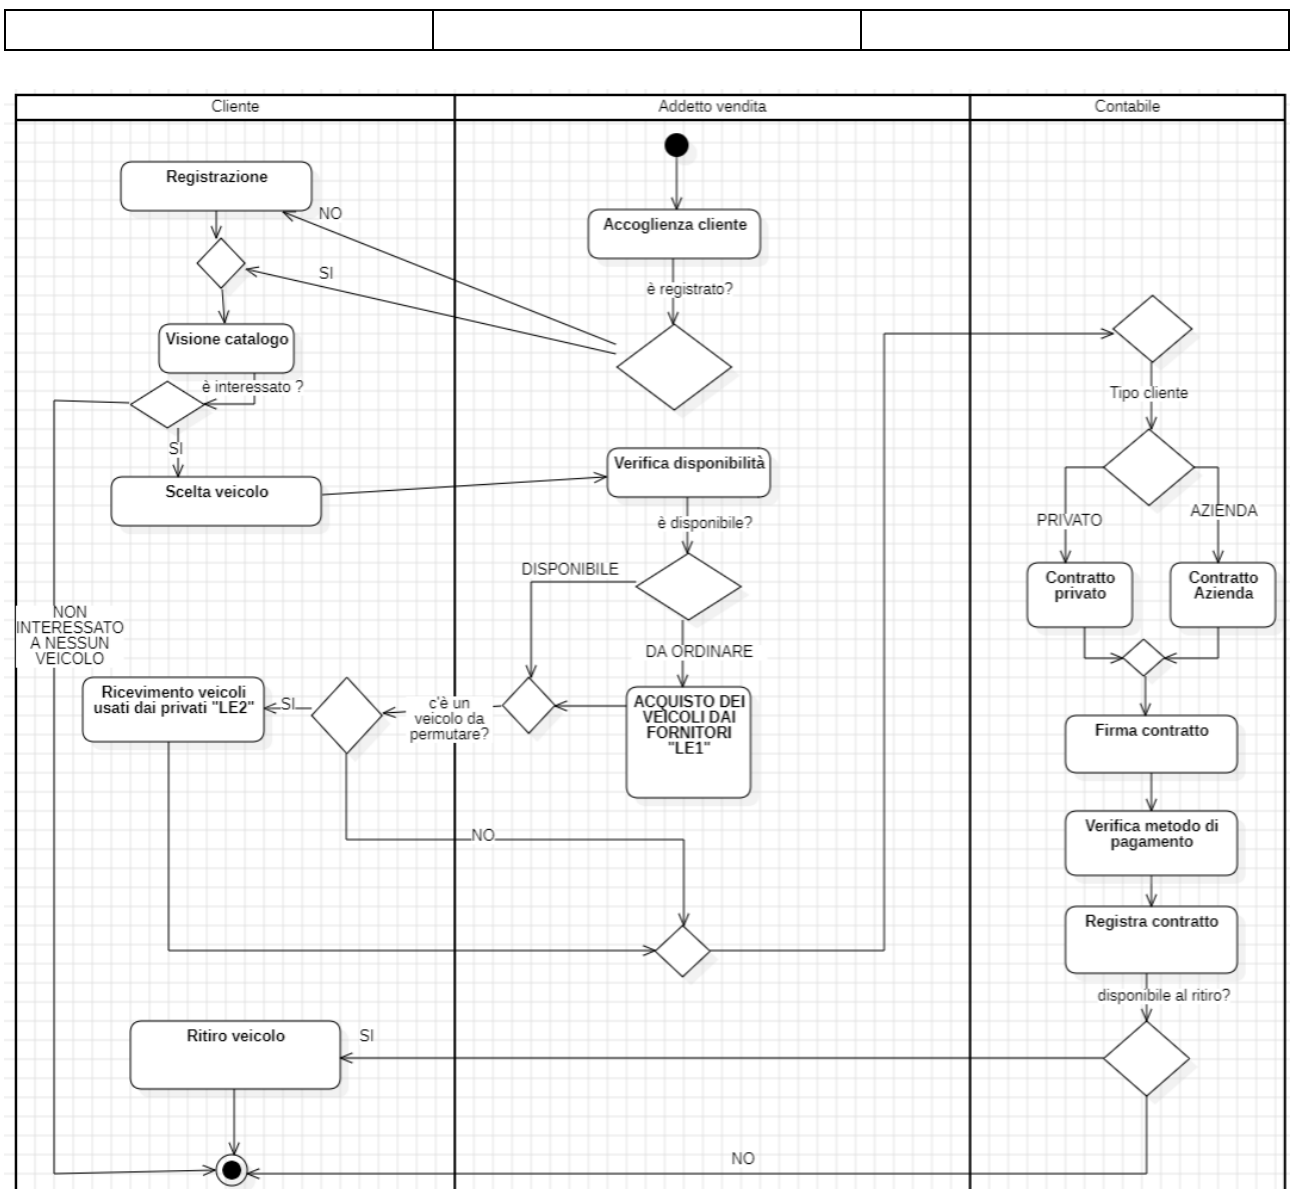 Cliente
Addetto vendita
Contabile
Registrazione
NO
Accoglienza cliente
SI
è registrato?
Visione catalogo
è interessato ?
Tipo cliente
SI
Verifica disponibilità
Scelta veicolo
è disponibile?
PRIVATO
AZIENDA
DISPONIBILE
Contratto
privato
Contratto
Azienda
NON
INTERESSATO
A NESSUN
VEICOLO
DA ORDINARE
Ricevimento veicoli
usati dai privati "LE2"
SI
c'è un
veicolo da
permutare?
ACQUISTO DEI
VEICOLI DAI
FORNITORI
"LE1"
Firma contratto
NO
Verifica metodo di
pagamento
Registra contratto
disponibile al ritiro?
Ritiro veicolo
SI
NO